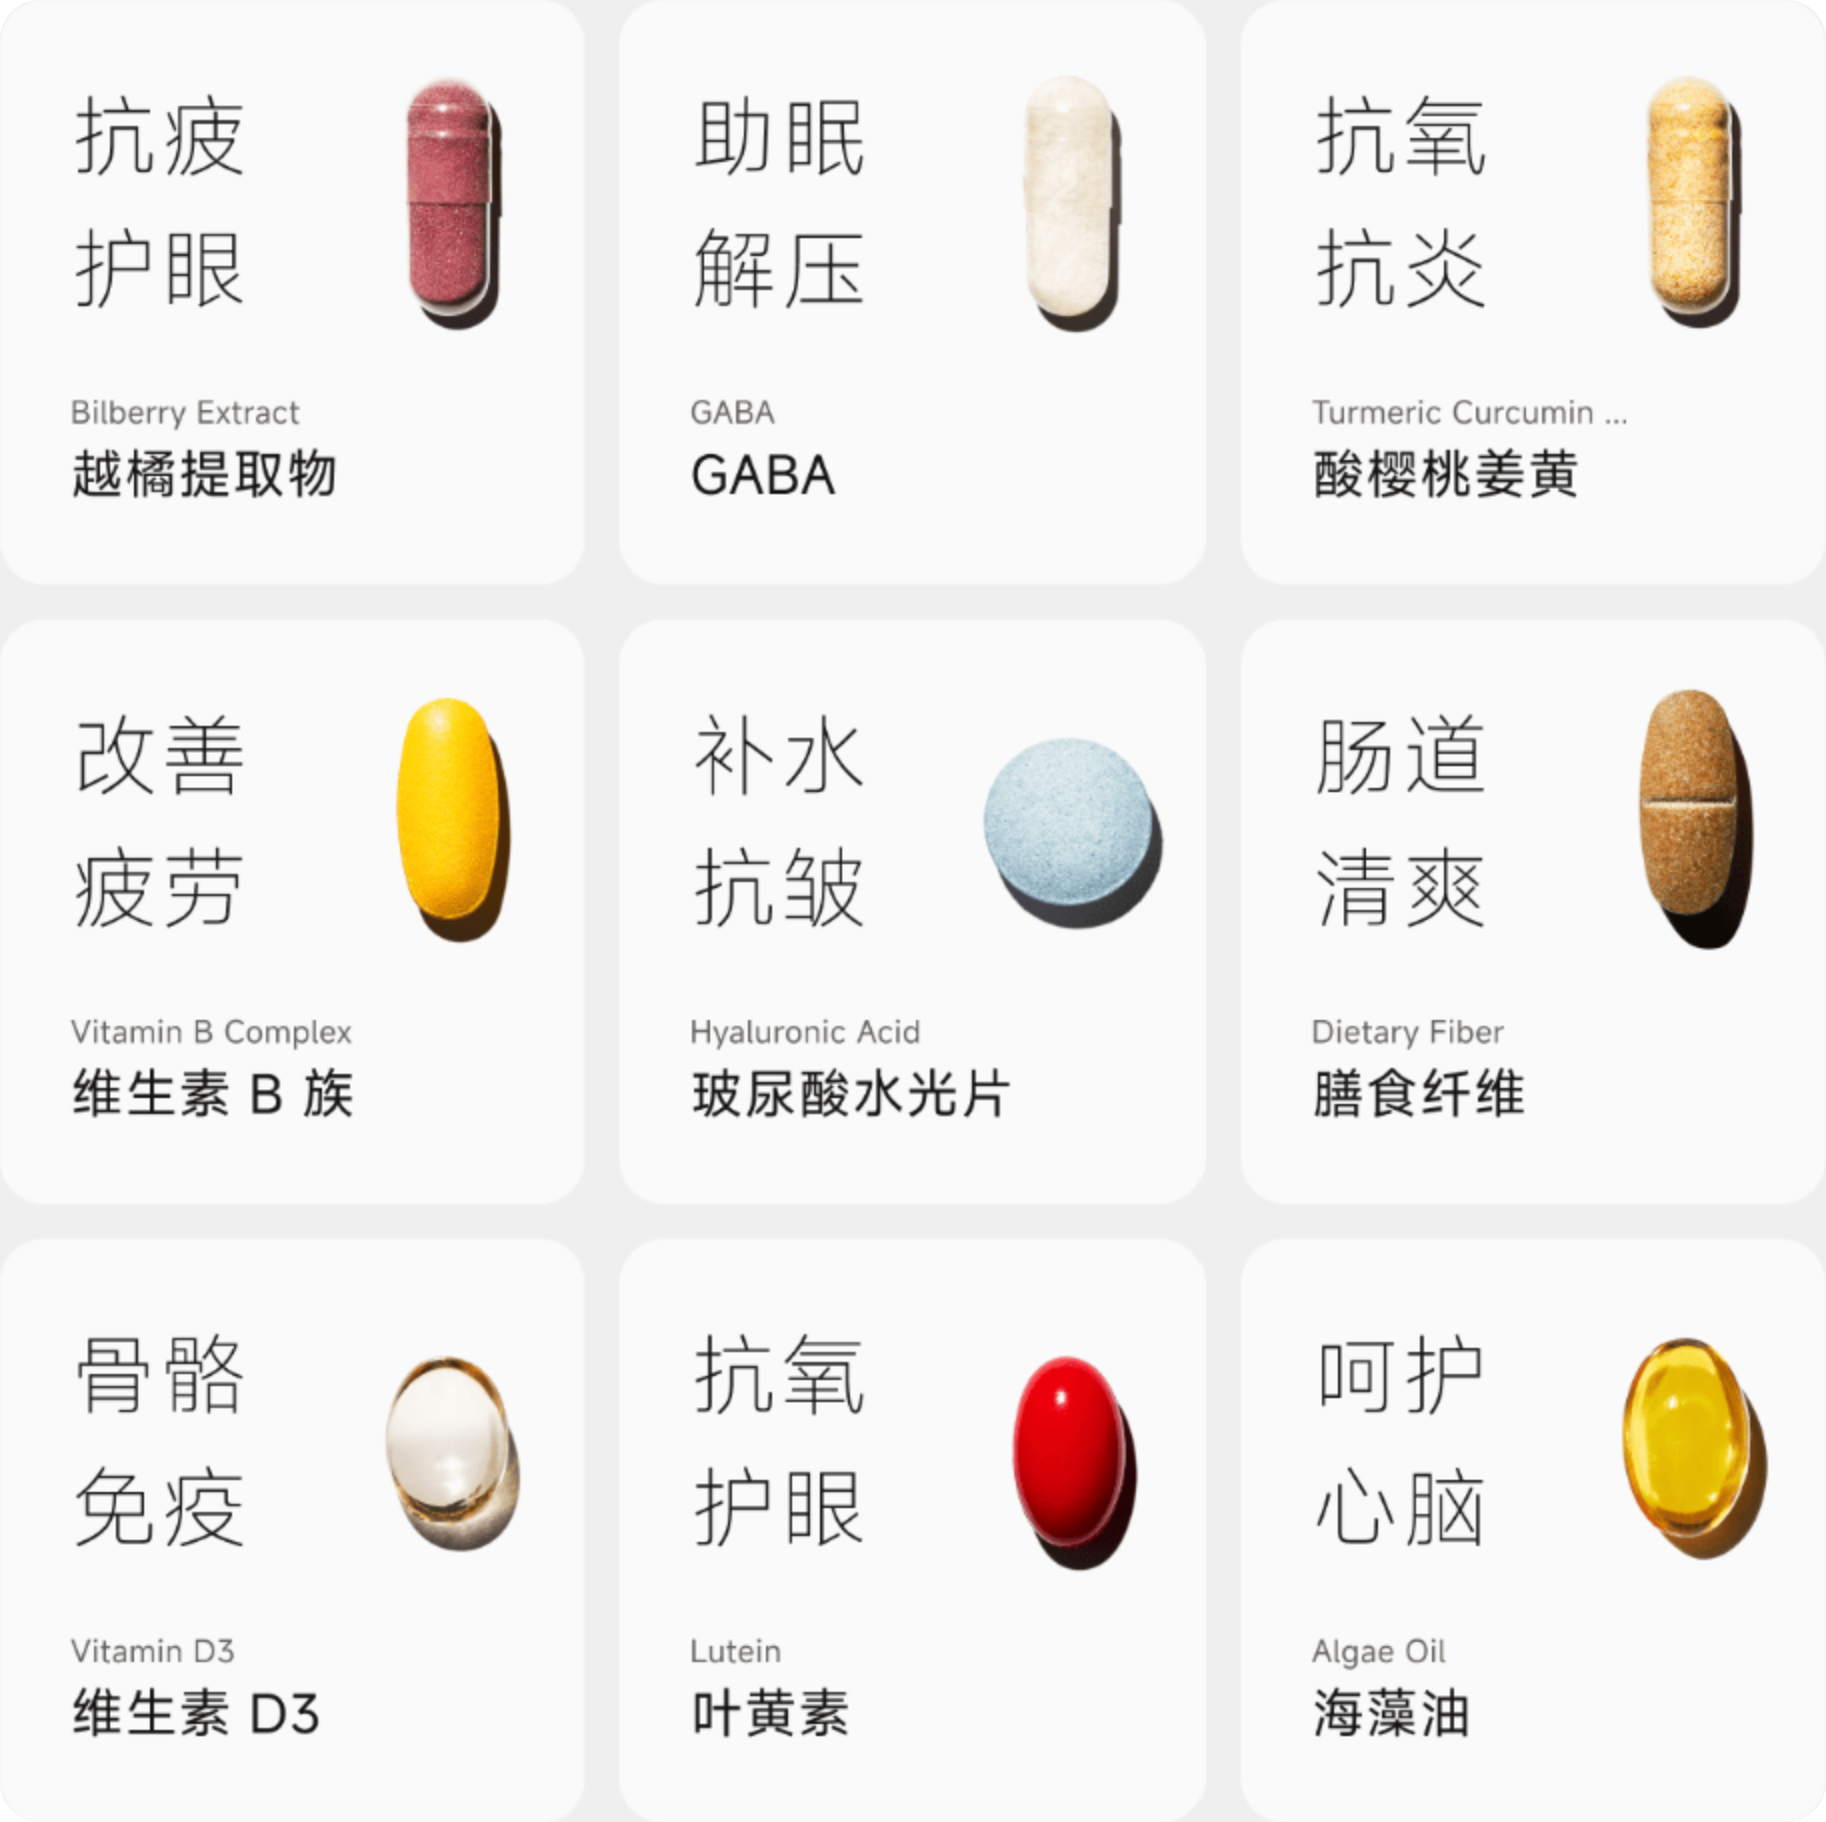 抗疲
护眼
Bilberry Extract
越橘提取物
助眠
解压
GABA
GABA
抗氧
抗炎
Turmeric Curcumin ...
酸樱桃姜黄
改善
疲劳
Vitamin B Complex
维生素 B 族
补水
抗皱
Hyaluronic Acid
玻尿酸水光片
肠道
清爽
Dietary Fiber
膳食纤维
骨骼
免疫
Vitamin D3
维生素 D3
抗氧
护眼
Lutein
叶黄素
呵护
心脑
Algae Oil
海藻油